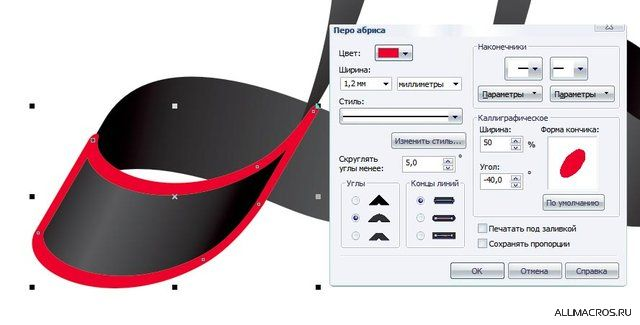 Перо абриса
Цвет:
Ширина:
1,2 мм
миллиметры
Стиль:
Изменить стиль...
Скруглять
углы менее:
5,0
°
Углы
Концы линий
Наконечники
Параметры
Параметры
Каллиграфическое
Ширина:
Форма кончика:
50
%
Угол:
-40,0
°
По умолчанию
Печатать под заливкой
Сохранять пропорции
ОК
Отмена
Справка
ALLMACROS.RU